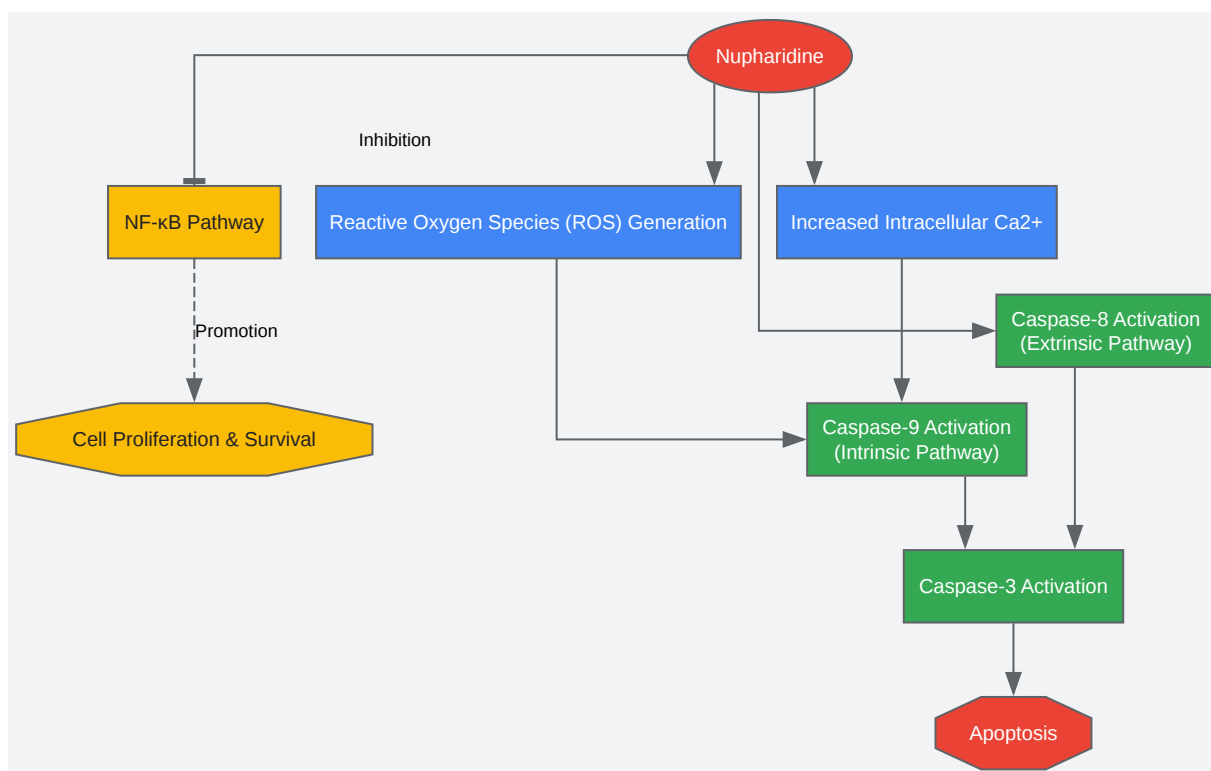 Nupharidine
Inhibition
NF-κB Pathway
Reactive Oxygen Species (ROS) Generation
Increased Intracellular Ca2+
Caspase-8 Activation
(Extrinsic Pathway)
Promotion
Cell Proliferation & Survival
Caspase-9 Activation
(Intrinsic Pathway)
Caspase-3 Activation
Apoptosis